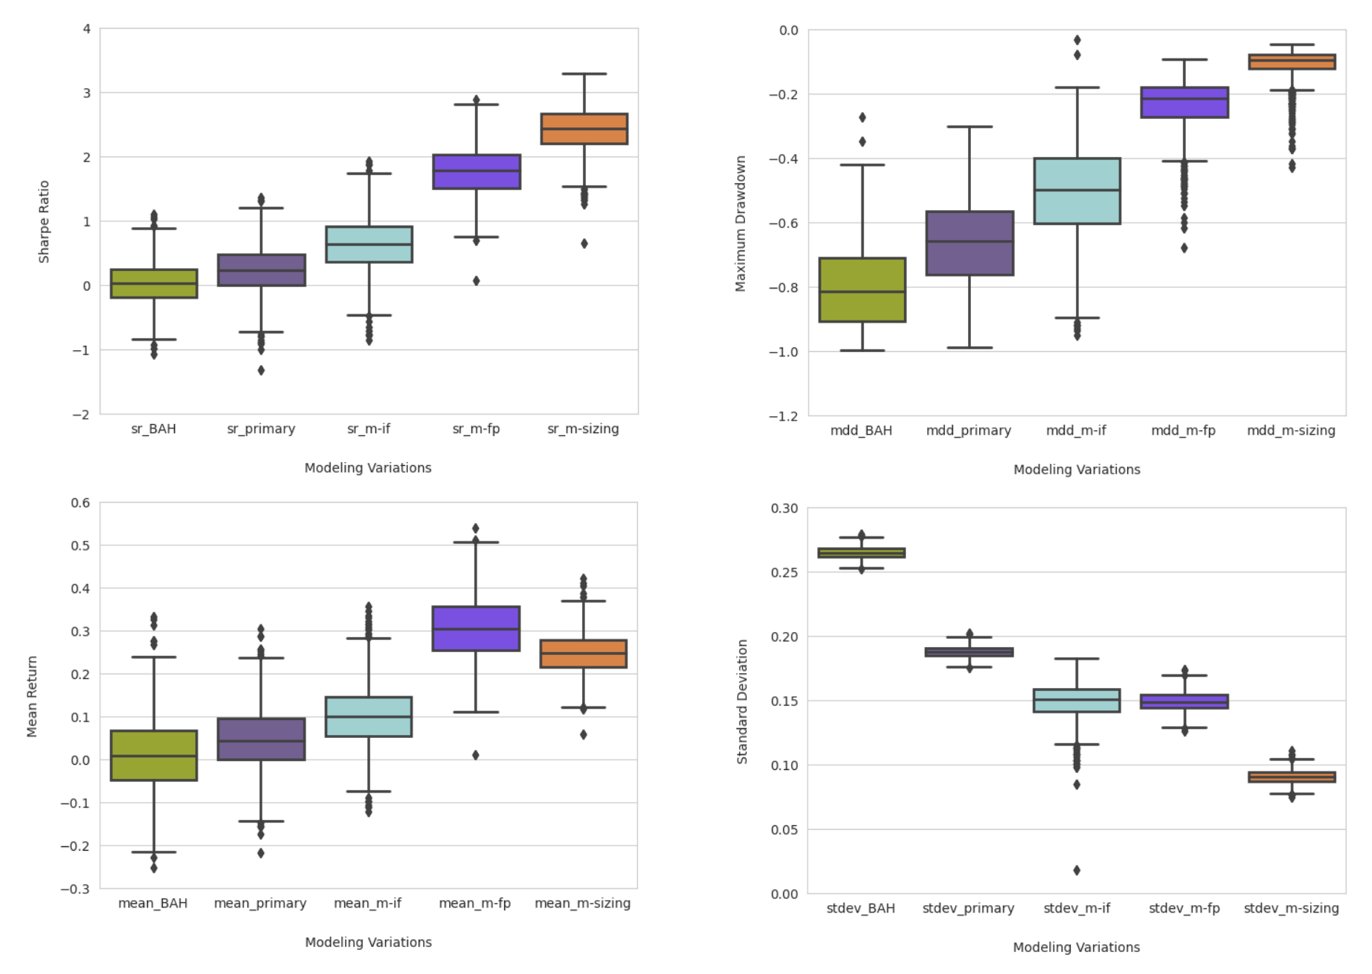 4
3
2
1
0
−1
−2
Sharpe Ratio
sr_BAH sr_primary sr_m-if sr_m-fp sr_m-sizing
Modeling Variations
0.0
−0.2
−0.4
−0.6
−0.8
−1.0
−1.2
Maximum Drawdown
mdd_BAH mdd_primary mdd_m-if mdd_m-fp mdd_m-sizing
Modeling Variations
0.6
0.5
0.4
0.3
0.2
0.1
0.0
−0.1
−0.2
−0.3
Mean Return
mean_BAH mean_primary mean_m-if mean_m-fp mean_m-sizing
Modeling Variations
0.30
0.25
0.20
0.15
0.10
0.05
0.00
Standard Deviation
stdev_BAH stdev_primary stdev_m-if stdev_m-fp stdev_m-sizing
Modeling Variations